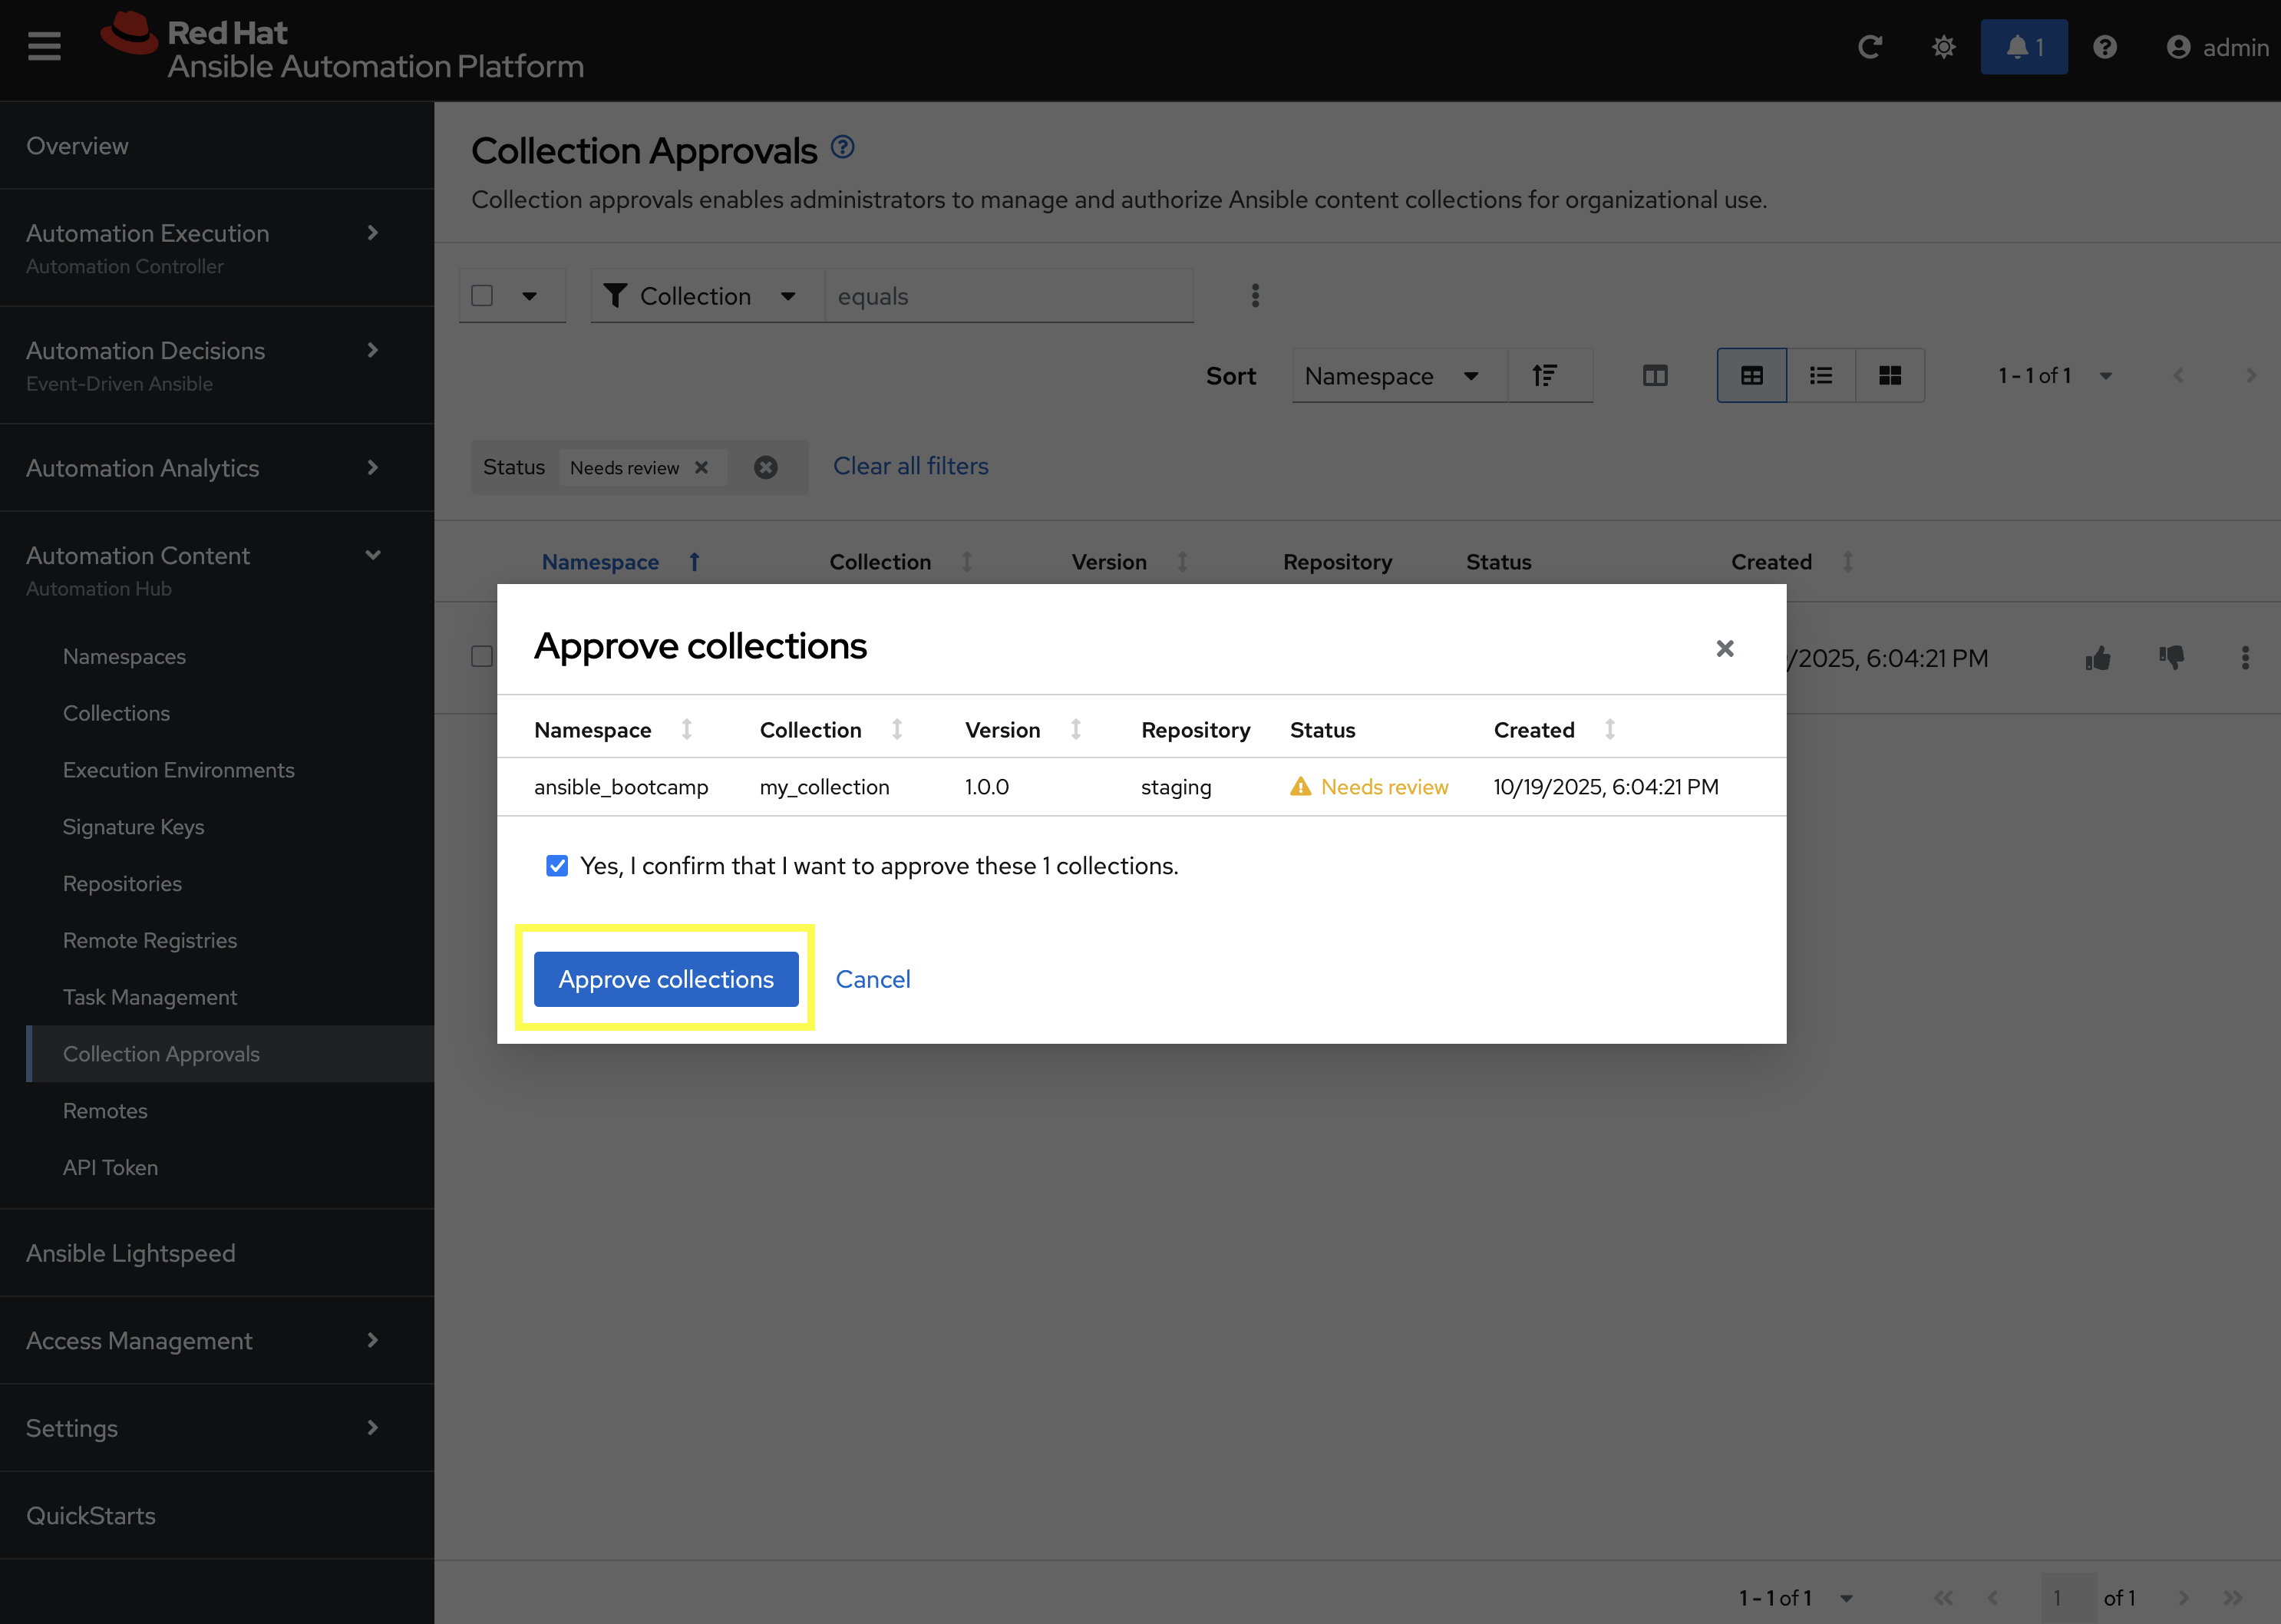 Red Hat
Ansible Automation Platform
1
admin
Overview
Automation Execution
Automation Controller
Automation Decisions
Event-Driven Ansible
Automation Analytics
Automation Content
Automation Hub
Namespaces
Collections
Execution Environments
Signature Keys
Repositories
Remote Registries
Task Management
Collection Approvals
Remotes
API Token
Ansible Lightspeed
Access Management
Settings
QuickStarts
Collection Approvals
Collection approvals enables administrators to manage and authorize Ansible content collections for organizational use.
Collection equals
Sort Namespace 1 - 1 of 1
Status Needs review Clear all filters
Namespace Collection Version Repository Status Created
/2025, 6:04:21 PM
Approve collections
Namespace Collection Version Repository Status Created
ansible_bootcamp my_collection 1.0.0 staging Needs review 10/19/2025, 6:04:21 PM
Yes, I confirm that I want to approve these 1 collections.
Approve collections Cancel
1 - 1 of 1 1 of 1